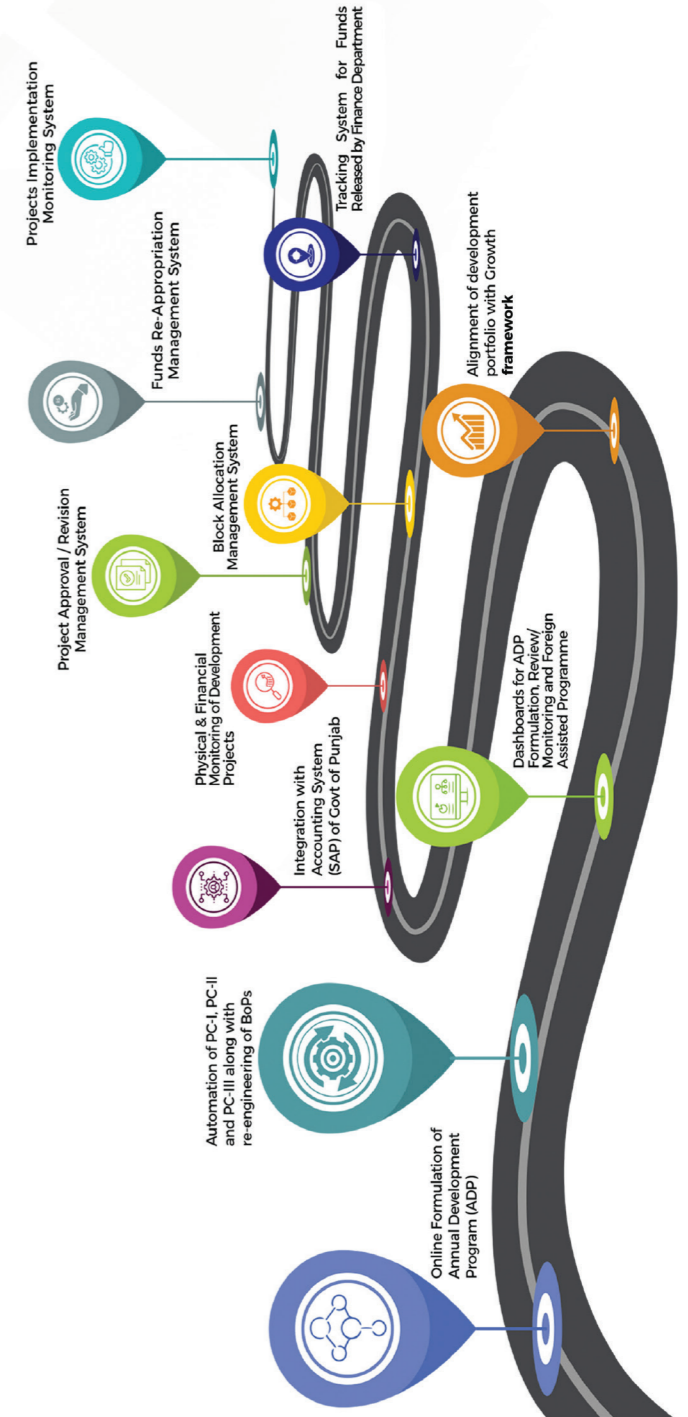 Online Formulation of
Annual Development
Program (ADP)
Automation of PC-I, PC-II
and PC-III along with
re-engineering of BoPs
Dashboards for ADP
Formulation, Review/
Monitoring and Foreign
Assisted Programme
Alignment of development
portfolio with Growth
framework
Integration with
Accounting System
(SAP) of Govt of Punjab
Physical & Financial
Monitoring of Development
Projects
Block Allocation
Management System
Tracking System for Funds
Released by Finance Department
Project Approval / Revision
Management System
Funds Re-Appropriation
Management System
Projects Implementation
Monitoring System